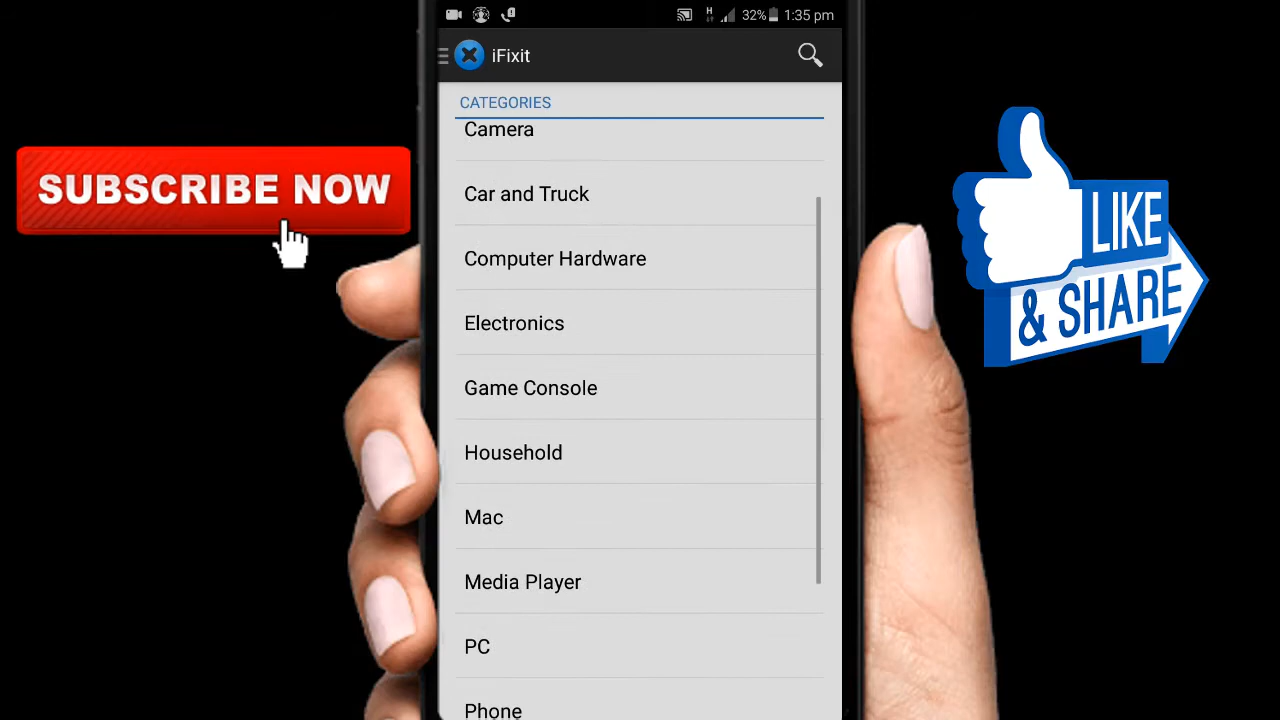 H
32%
1:35 pm
iFixit
CATEGORIES
Camera
Car and Truck
Computer Hardware
Electronics
Game Console
Household
Mac
Media Player
PC
Phone
SUBSCRIBE NOW
LIKE
& SHARE